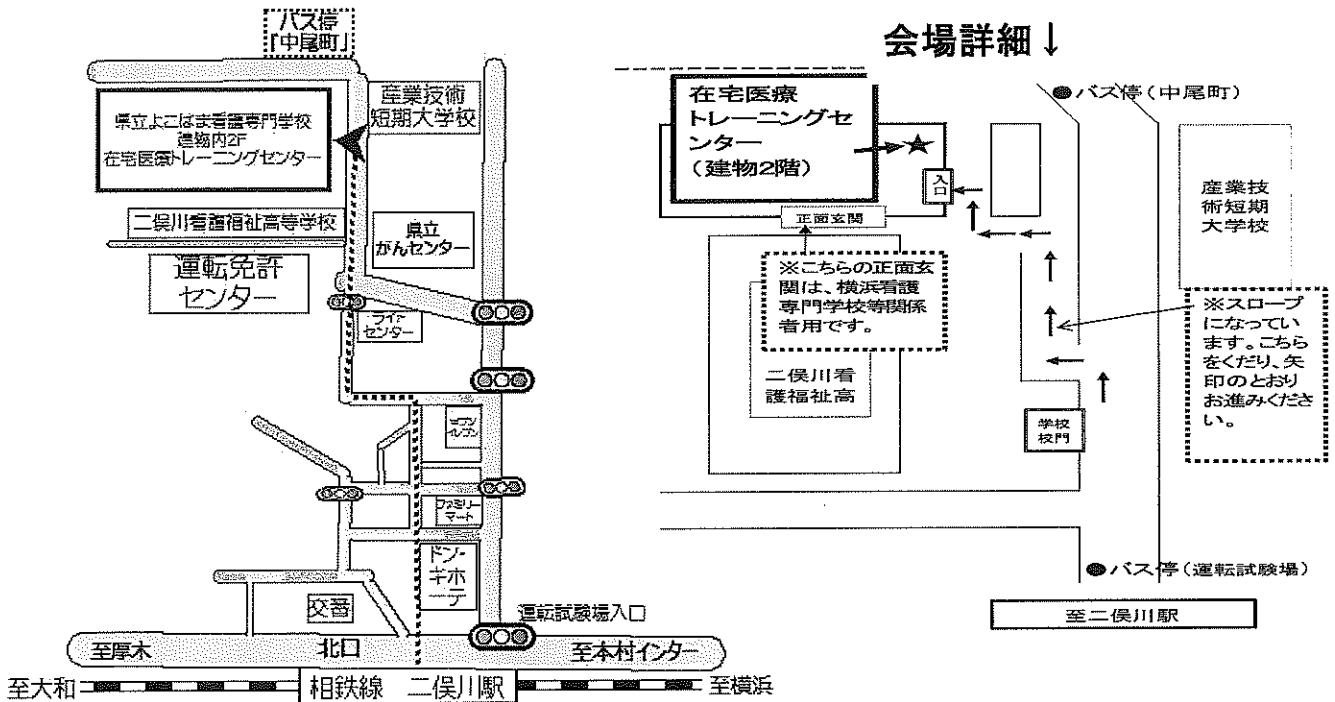 バス停
「中尾町」
県立よこはま看護専門学校
建物内2F
在宅医療トレーニングセンター
産業技術
短期大学校
二俣川看護福祉高等学校
県立
がんセンター
運転免許
センター
ライト
センター
セブン
イレブン
ファミリー
マート
ドン・
キホ
ーテ
交番
運転試験場入口
至厚木
北口
至本村インター
至大和
相鉄線 二俣川駅
至横浜
会場詳細↓
在宅医療
トレーニングセ
ンター
(建物2階)
入口
正面玄関
※こちらの正面玄
関は、横浜看護
専門学校等関係
者用です。
二俣川看
護福祉高
バス停(中尾町)
産業技
術短期
大学校
※スロープ
になってい
ます。こちら
をくだり、矢
印のとおり
お進みくださ
い。
学校
校門
バス停(運転試験場)
至二俣川駅